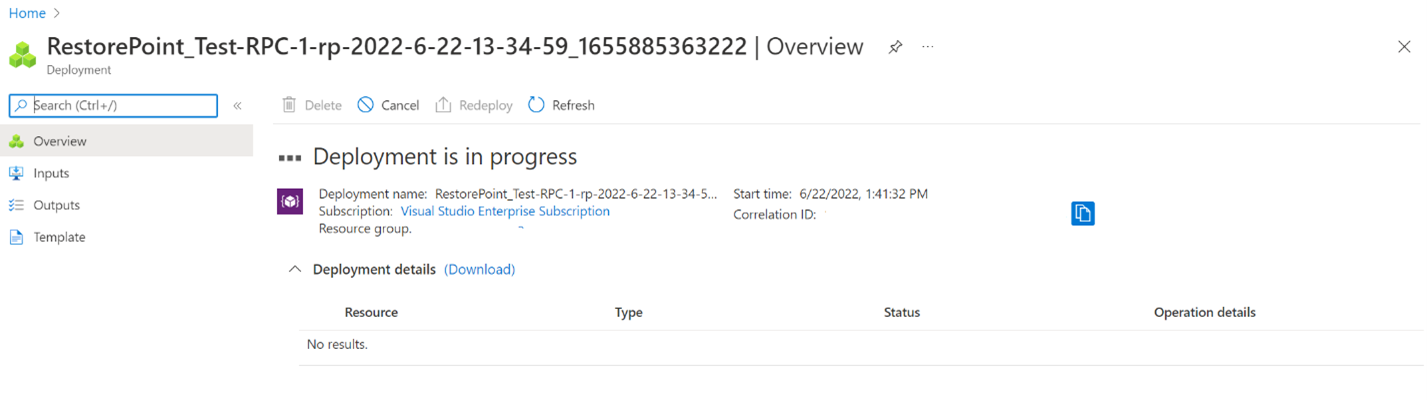 Home
RestorePoint_Test-RPC-1-rp-2022-6-22-13-34-59_1655885363222 | Overview
Deployment
Search (Ctrl+/)
Delete Cancel Redeploy Refresh
Overview
Inputs
Outputs
Template
Deployment is in progress
Deployment name: RestorePoint_Test-RPC-1-rp-2022-6-22-13-34-5... Start time: 6/22/2022, 1:41:32 PM
Subscription: Visual Studio Enterprise Subscription Correlation ID:
Resource group.
Deployment details (Download)
Resource Type Status Operation details
No results.